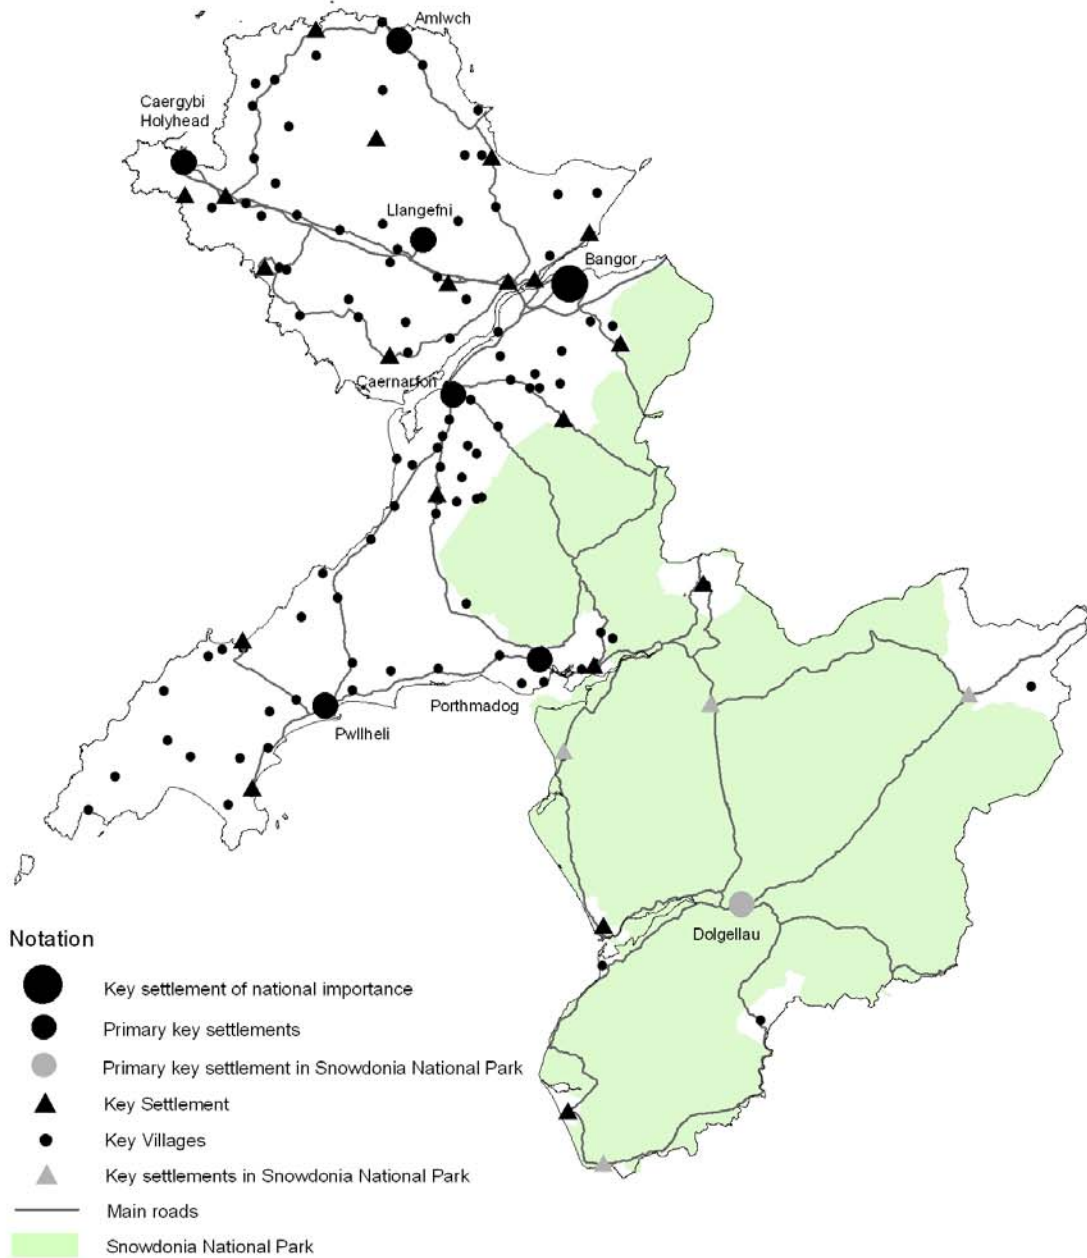 Amlwch
Caergybi
Holyhead
Llangefni
Bangor
Caernarfon
Porthmadog
Pwllheli
Dolgellau
Notation
Key settlement of national importance
Primary key settlements
Primary key settlement in Snowdonia National Park
Key Settlement
Key Villages
Key settlements in Snowdonia National Park
Main roads
Snowdonia National Park